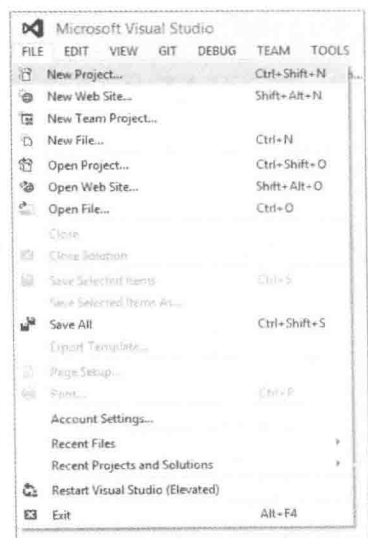 Microsoft Visual Studio
FILE EDIT VIEW GIT DEBUG TEAM TOOLS
New Project... Ctrl+Shift+N
New Web Site... Shift+Alt+N
New Team Project...
New File... Ctrl+N
Open Project... Ctrl+Shift+O
Open Web Site... Shift+Alt+O
Open File... Ctrl+O
Close
Close Solution
Save Selected Items Ctrl+S
Save Selected Items As...
Save All Ctrl+Shift+S
Export Template...
Page Setup...
Print... Ctrl+P
Account Settings...
Recent Files
Recent Projects and Solutions
Restart Visual Studio (Elevated)
Exit Alt+F4